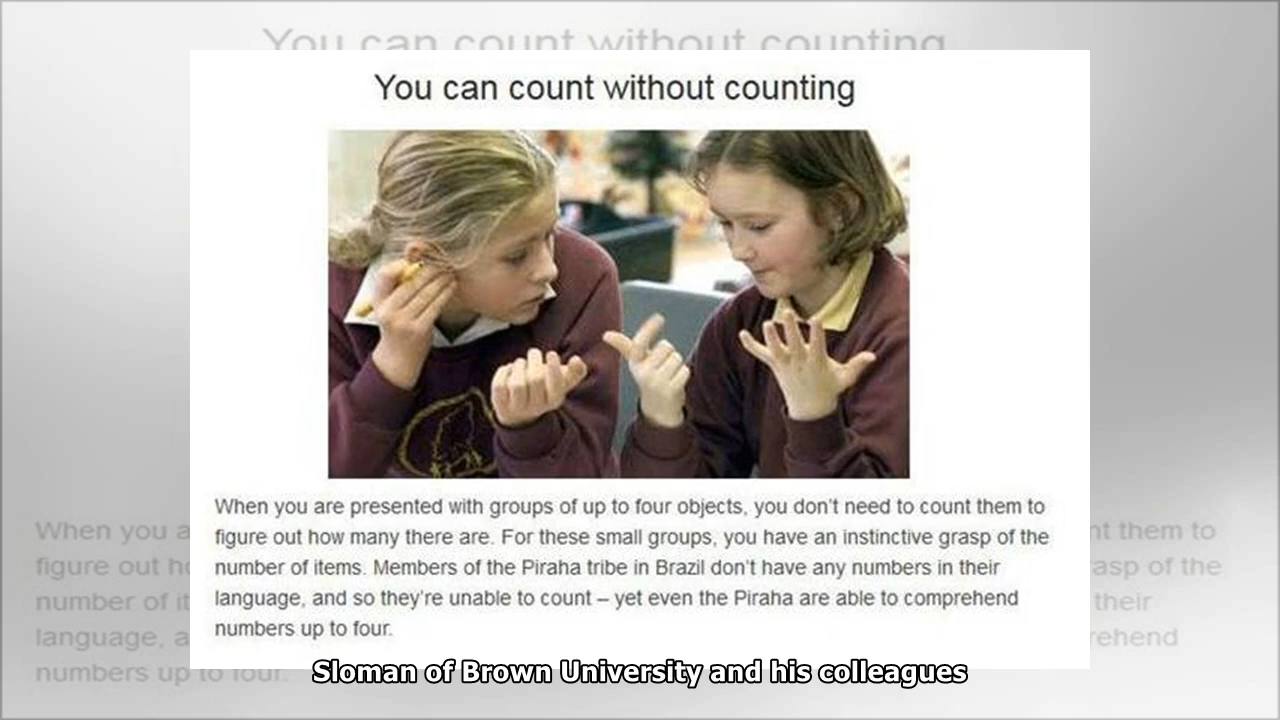 You can count without counting
When you are presented with groups of up to four objects, you don't need to count them to
figure out how many there are. For these small groups, you have an instinctive grasp of the
number of items. Members of the Piraha tribe in Brazil don't have any numbers in their
language, and so they're unable to count – yet even the Piraha are able to comprehend
numbers up to four.
Sloman of Brown University and his colleagues